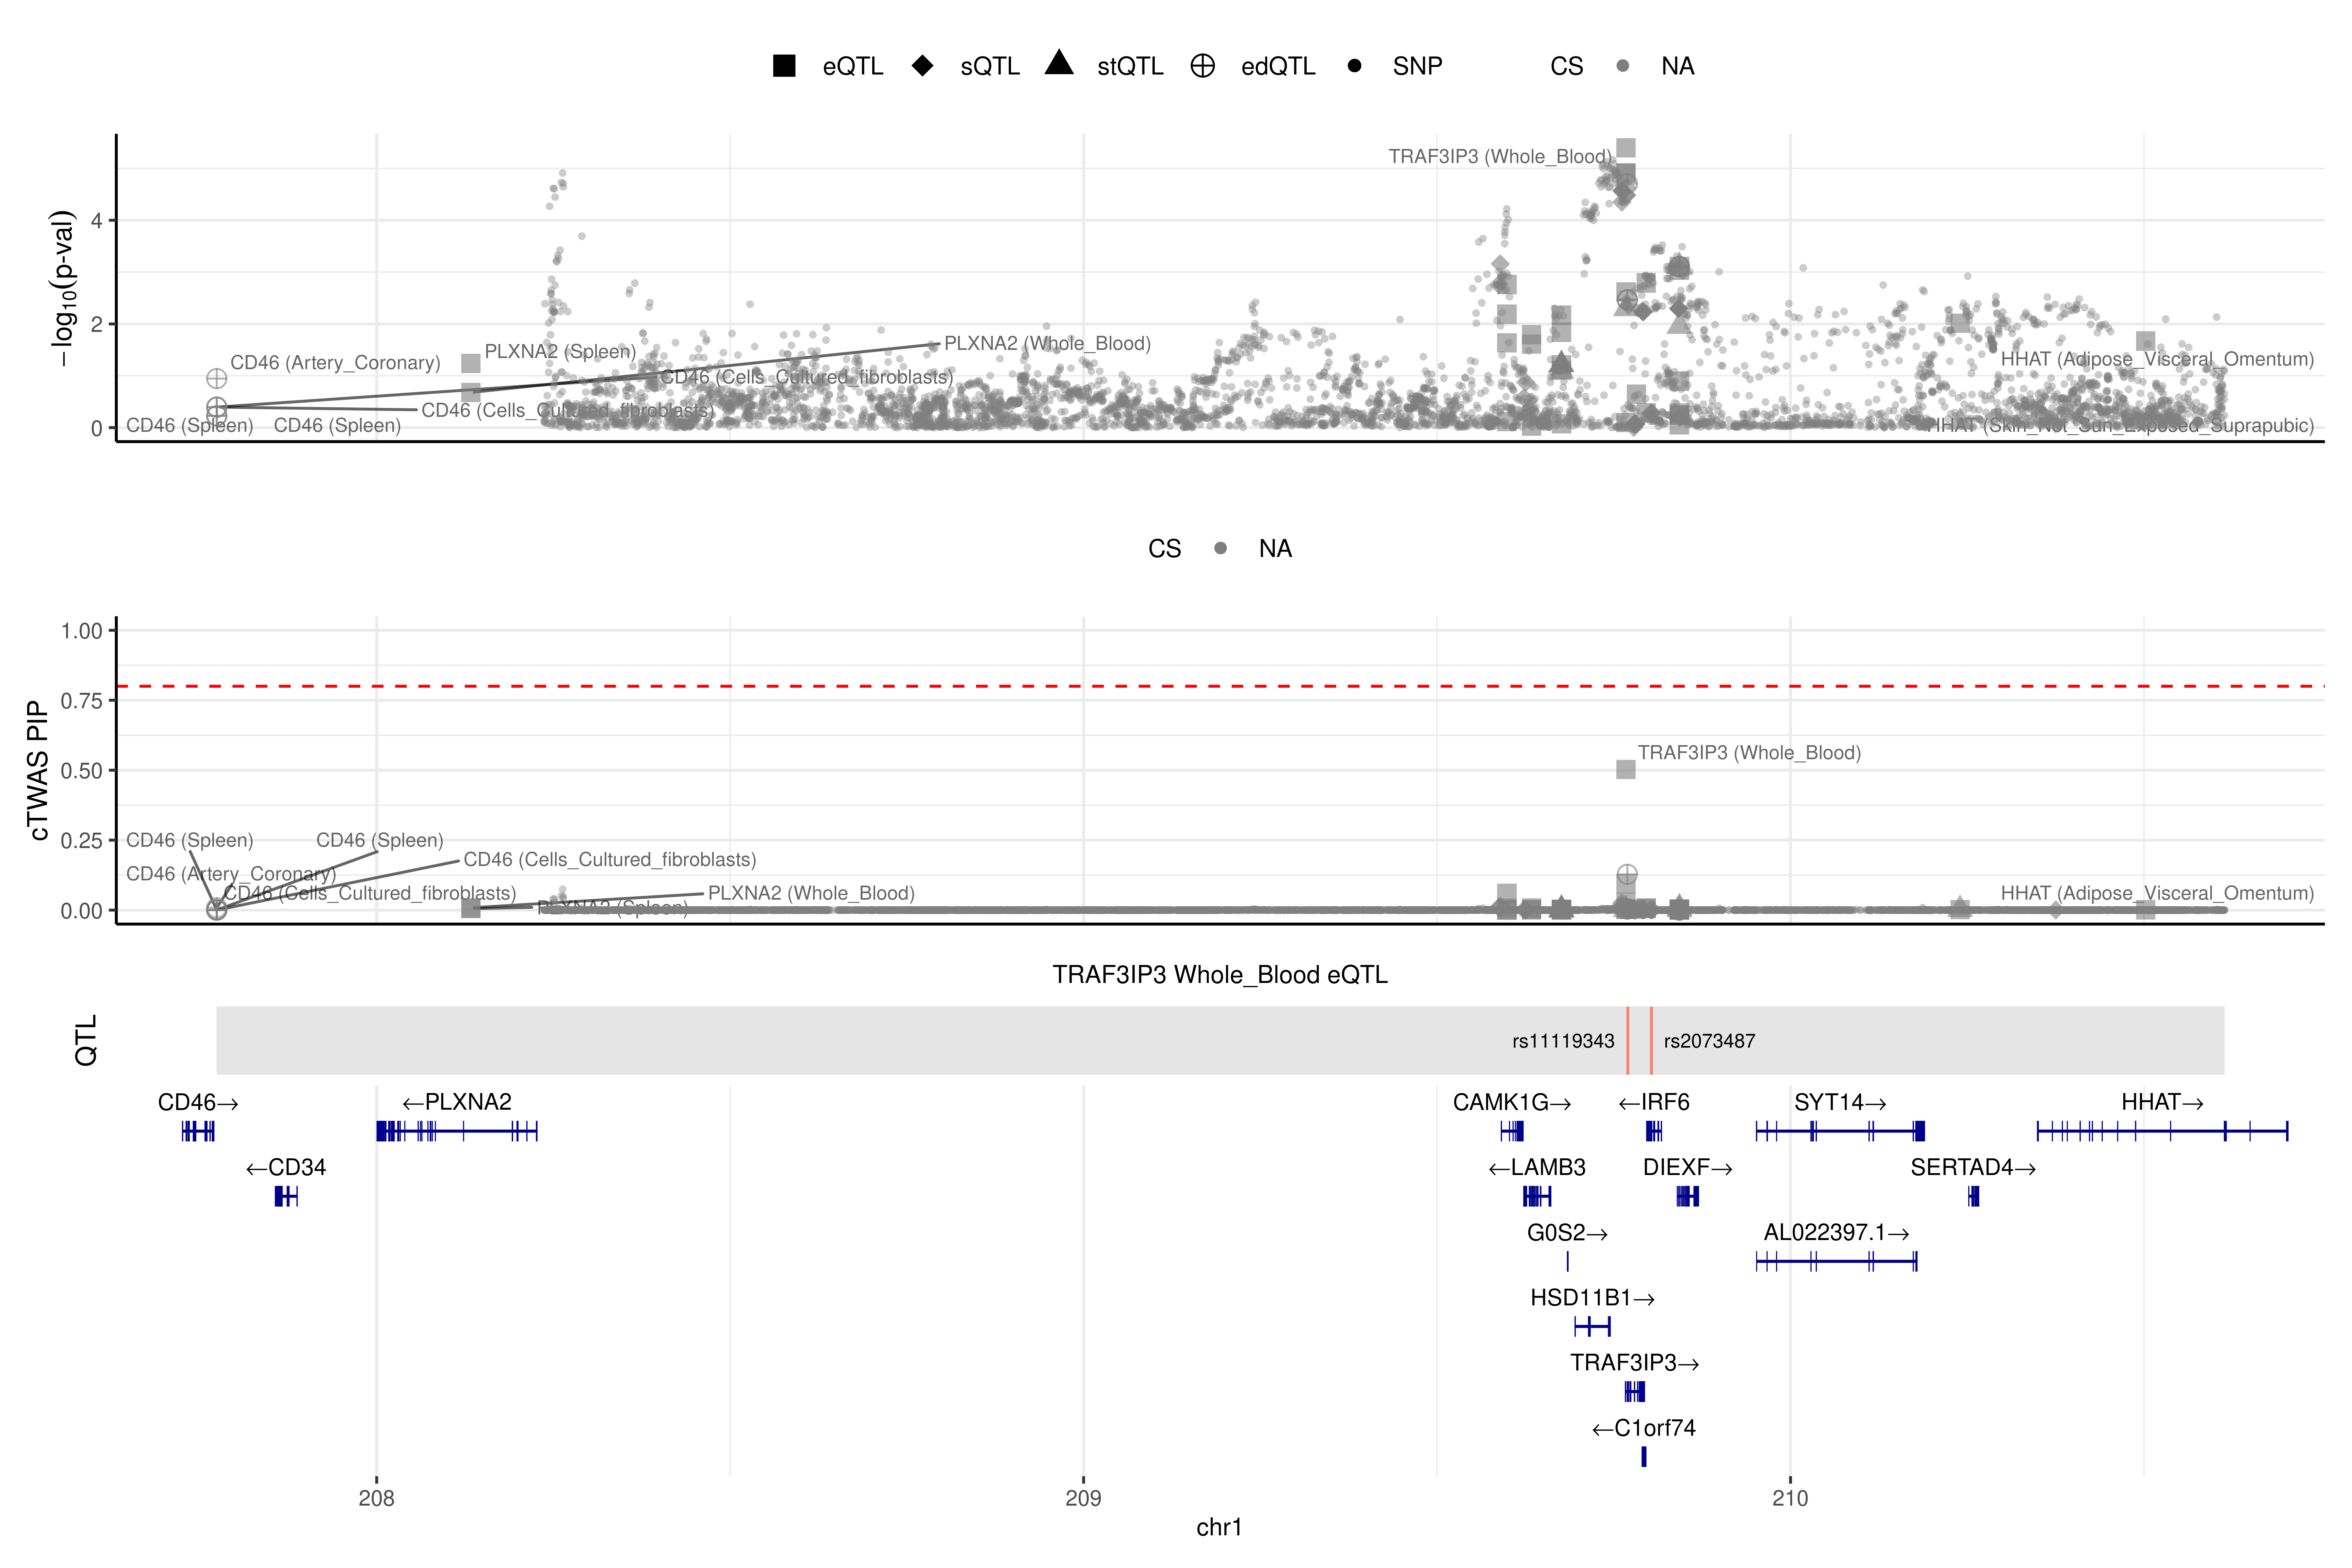 eQTL sQTL stQTL edQTL SNP CS NA
−log10(p-val)
4
2
0
TRAF3IP3 (Whole_Blood)
CD46 (Artery_Coronary)
PLXNA2 (Spleen)
PLXNA2 (Whole_Blood)
CD46 (Cells_Cultured_fibroblasts)
CD46 (Cells_Cultured_fibroblasts)
CD46 (Spleen)
CD46 (Spleen)
HHAT (Adipose_Visceral_Omentum)
HHAT (Skin_Not_Sun_Exposed_Suprapubic)
CS NA
cTWAS PIP
1.00
0.75
0.50
0.25
0.00
TRAF3IP3 (Whole_Blood)
CD46 (Spleen)
CD46 (Spleen)
CD46 (Cells_Cultured_fibroblasts)
CD46 (Artery_Coronary)
CD46 (Cells_Cultured_fibroblasts)
PLXNA2 (Whole_Blood)
PLXNA2 (Spleen)
HHAT (Adipose_Visceral_Omentum)
TRAF3IP3 Whole_Blood eQTL
QTL
rs11119343
rs2073487
CD46→ ←PLXNA2 CAMK1G→ ←IRF6 SYT14→ HHAT→
←CD34 ←LAMB3 DIEXF→ SERTAD4→
G0S2→ AL022397.1→
HSD11B1→
TRAF3IP3→
←C1orf74
208 209 210
chr1